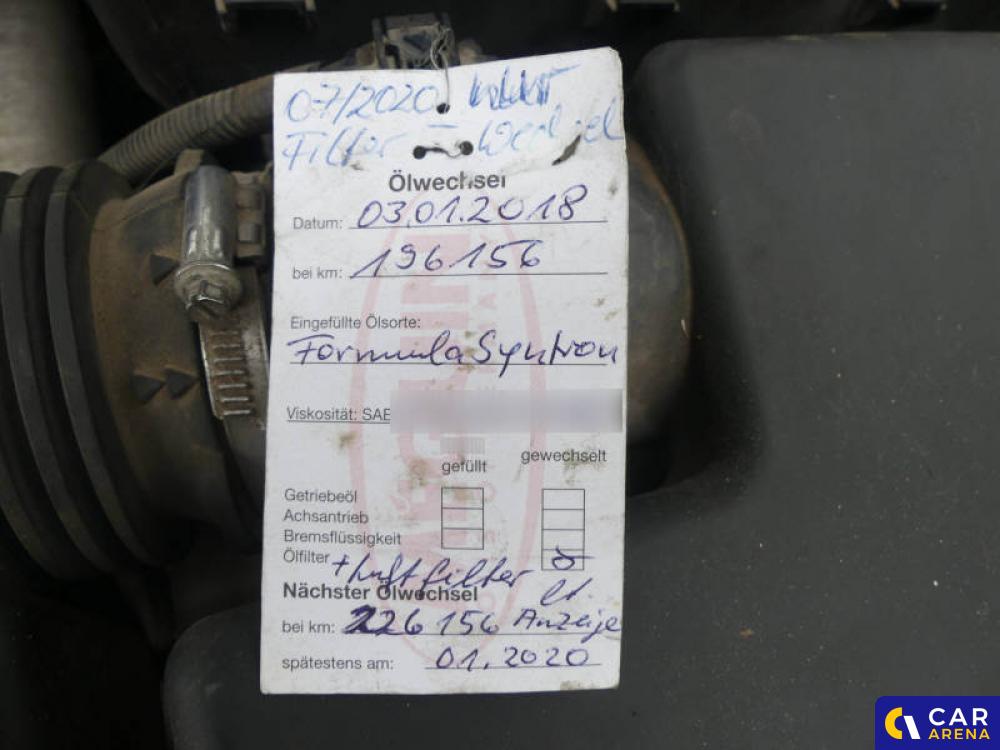 07/2020
Filter - Wechsel
Ölwechsel
Datum: 03.01.2018
bei km: 196156
Eingefüllte Ölsorte:
Formula Syntron
Viskosität: SAE
gefüllt gewechselt
Getriebeöl
Achsantrieb
Bremsflüssigkeit
Ölfilter + Luftfilter
Nächster Ölwechsel lt.
bei km: 226156 Anzeige
spätestens am: 01.2020
CAR
ARENA